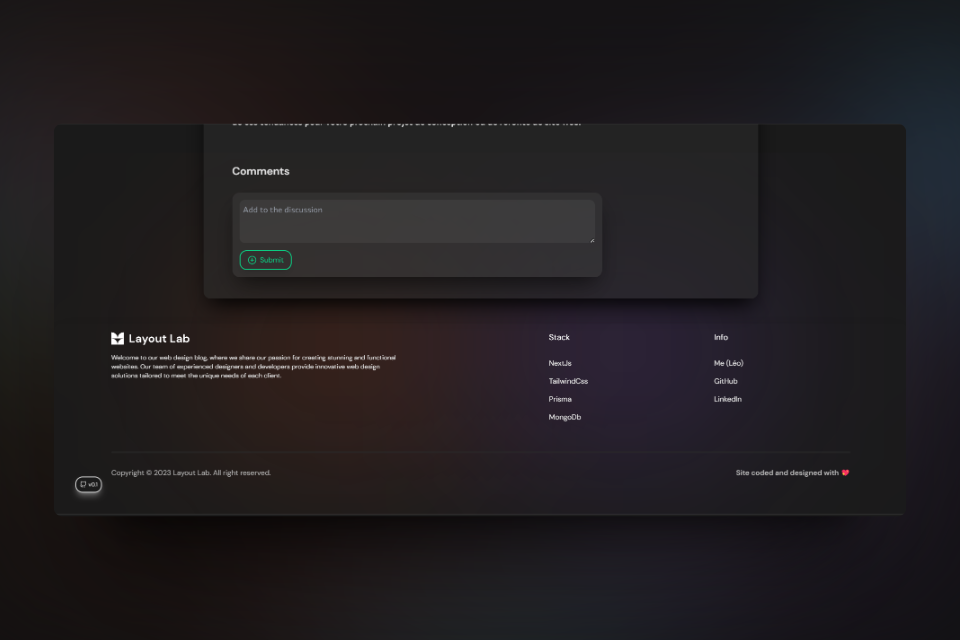 Comments
Add to the discussion
Submit
Layout Lab
Welcome to our web design blog, where we share our passion for creating stunning and functional
websites. Our team of experienced designers and developers provide innovative web design
solutions tailored to meet the unique needs of each client.
Stack
NextJs
TailwindCss
Prisma
MongoDb
Info
Me (Léo)
GitHub
LinkedIn
Copyright © 2023 Layout Lab. All right reserved.
Site coded and designed with
v0.1